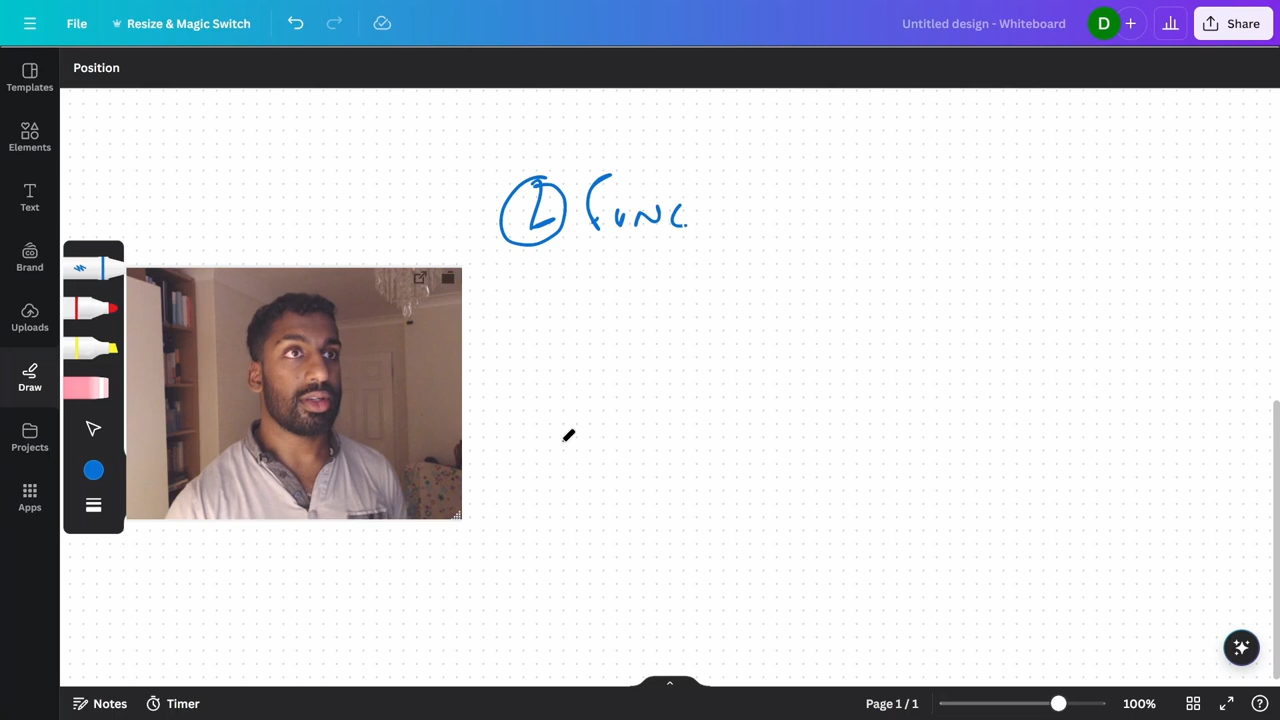 File
Resize & Magic Switch
Untitled design - Whiteboard
D
+
Share
Templates
Position
Elements
Text
Brand
Uploads
Draw
Projects
Apps
Func.
Notes
Timer
Page 1 / 1
100%